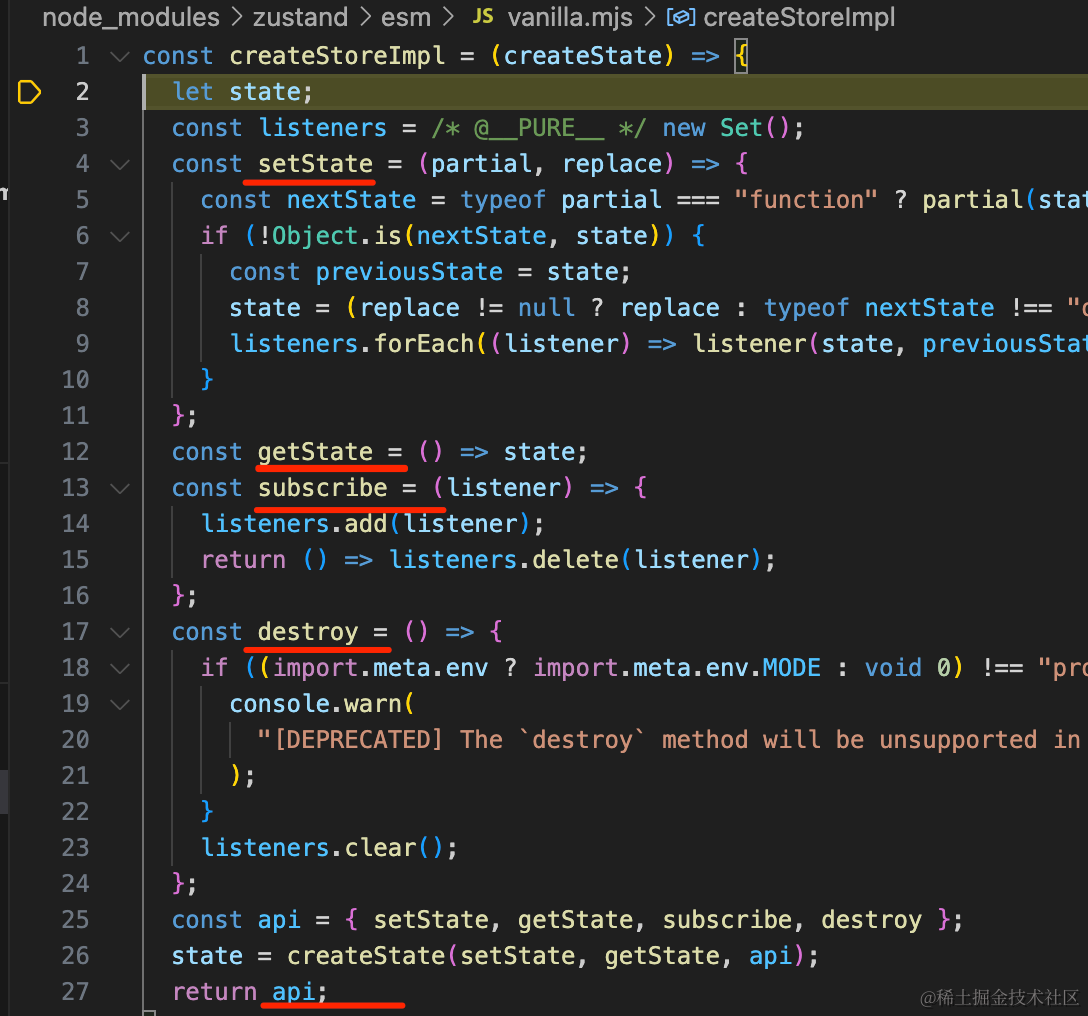 node_modules > zustand > esm > JS vanilla.mjs > createStoreImpl
1 const createStoreImpl = (createState) => {
2 let state;
3 const listeners = /* @__PURE__ */ new Set();
4 const setState = (partial, replace) => {
5 const nextState = typeof partial === "function" ? partial(stat
6 if (!Object.is(nextState, state)) {
7 const previousState = state;
8 state = (replace != null ? replace : typeof nextState !== "o
9 listeners.forEach((listener) => listener(state, previousStat
10 }
11 };
12 const getState = () => state;
13 const subscribe = (listener) => {
14 listeners.add(listener);
15 return () => listeners.delete(listener);
16 };
17 const destroy = () => {
18 if ((import.meta.env ? import.meta.env.MODE : void 0) !== "pro
19 console.warn(
20 "[DEPRECATED] The `destroy` method will be unsupported in
21 );
22 }
23 listeners.clear();
24 };
25 const api = { setState, getState, subscribe, destroy };
26 state = createState(setState, getState, api);
27 return api;
@稀土掘金技术社区